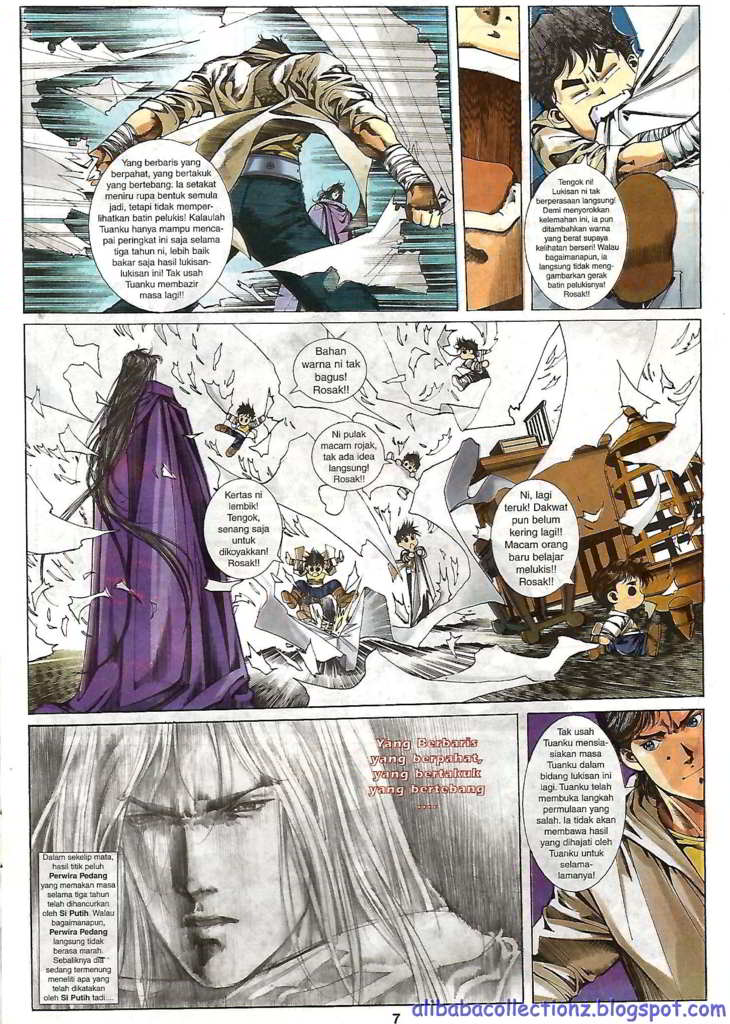 Yang berbaris yang
berpahat, yang bertakuk
yang bertebang. Ia setakat
meniru rupa bentuk semula
jadi, tetapi tidak memper-
lihatkan batin pelukis! Kalaulah
Tuanku hanya mampu menca-
pai peringkat ini saja selama
tiga tahun ni, lebih baik
bakar saja hasil lukisan-
lukisan ini! Tak usah
Tuanku membazir
masa lagi!!
Tengok ni!
Lukisan ni tak
berperasaan langsung!
Demi menyorokkan
kelemahan ini, ia pun
ditambahkan warna
yang berat supaya
kelihatan berseri! Walau
bagaimanapun, ia
langsung tidak meng-
gambarkan gerak
batin pelukisnya!
Rosak!!
Bahan
warna ni tak
bagus!
Rosak!!
Ni pulak
macam rojak,
tak ada idea
langsung!
Rosak!!
Kertas ni
lembik!
Tengok,
senang saja
untuk
dikoyakkan!
Rosak!!
Ni, lagi
teruk! Dakwat
pun belum
kering lagi!!
Macam orang
baru belajar
melukis!!
Rosak!!
Yang Berbaris
yang berpahat,
yang bertakuk
yang bertebang
....
Dalam sekelip mata,
hasil titik peluh
Perwira Pedang
yang memakan masa
selama tiga tahun
telah dihancurkan
oleh Si Putih. Walau
bagaimanapun,
Perwira Pedang
langsung tidak
berasa marah.
Sebaliknya dia
sedang termenung
meneliti apa yang
telah dikatakan
oleh Si Putih tadi....
Tak usah
Tuanku mensia-
siakan masa
Tuanku dalam
bidang lukisan ini
lagi. Tuanku telah
membuka langkah
permulaan yang
salah. Ia tidak akan
membawa hasil
yang dihajati oleh
Tuanku untuk
selama-
lamanya!
7
alibabacollectionz.blogspot.com